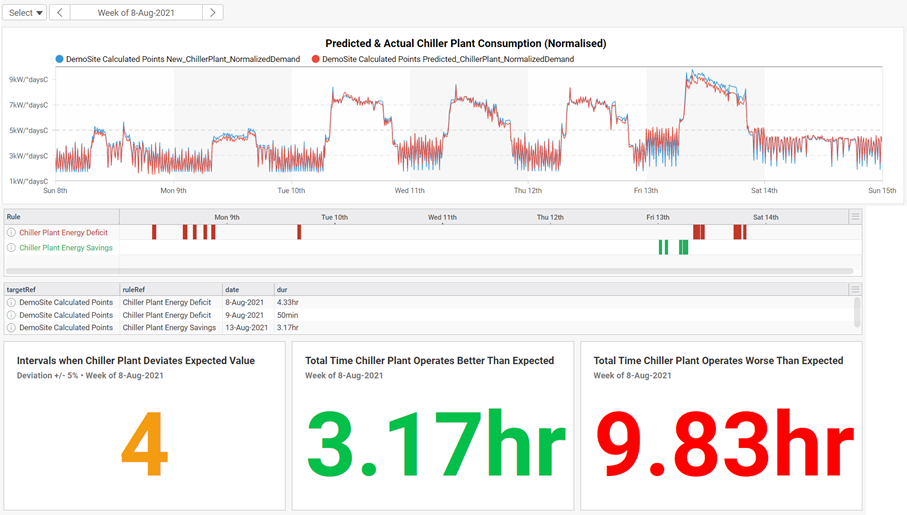 Select
Week of 8-Aug-2021
Predicted & Actual Chiller Plant Consumption (Normalised)
DemoSite Calculated Points New_ChillerPlant_NormalizedDemand DemoSite Calculated Points Predicted_ChillerPlant_NormalizedDemand
9kW/°daysC
7kW/°daysC
5kW/°daysC
3kW/°daysC
1kW/°daysC
Sun 8th Mon 9th Tue 10th Wed 11th Thu 12th Fri 13th Sat 14th Sun 15th
Rule Mon 9th Tue 10th Wed 11th Thu 12th Fri 13th Sat 14th
Chiller Plant Energy Deficit
Chiller Plant Energy Savings
targetRef ruleRef date dur
DemoSite Calculated Points Chiller Plant Energy Deficit 8-Aug-2021 4.33hr
DemoSite Calculated Points Chiller Plant Energy Deficit 9-Aug-2021 50min
DemoSite Calculated Points Chiller Plant Energy Savings 13-Aug-2021 3.17hr
Intervals when Chiller Plant Deviates Expected Value
Deviation +/- 5% • Week of 8-Aug-2021
4
Total Time Chiller Plant Operates Better Than Expected
Week of 8-Aug-2021
3.17hr
Total Time Chiller Plant Operates Worse Than Expected
Week of 8-Aug-2021
9.83hr